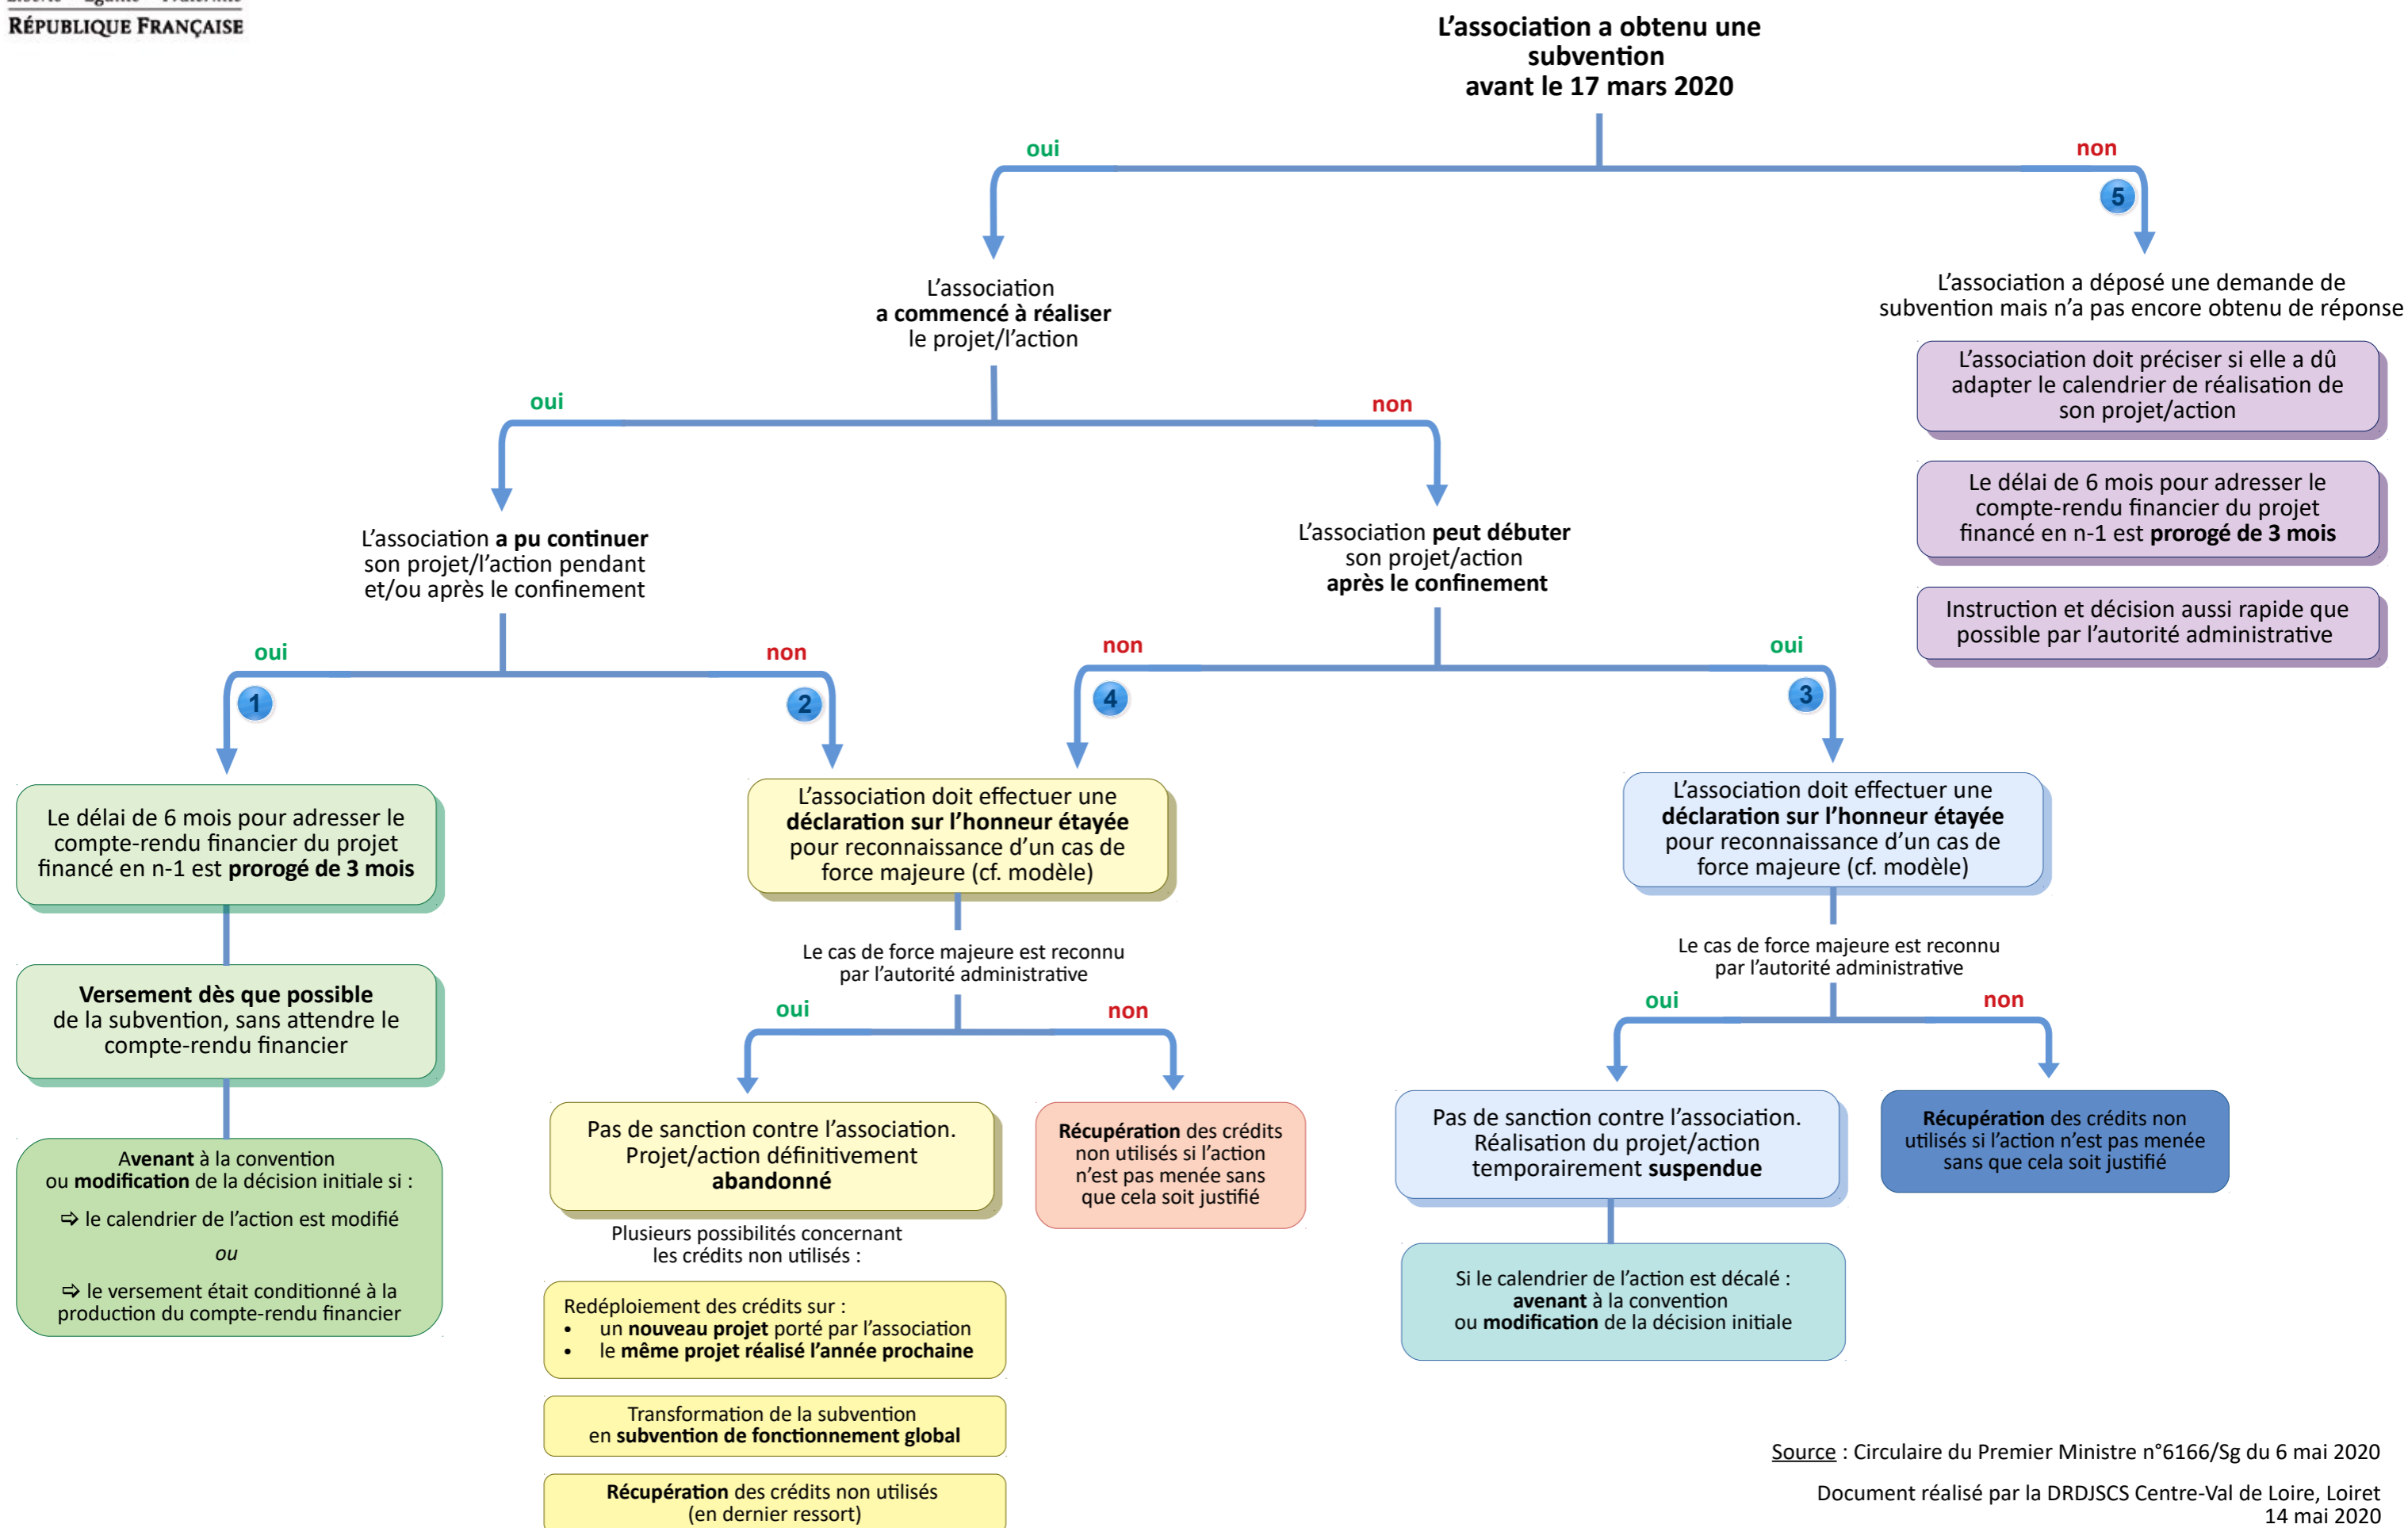 RÉPUBLIQUE FRANÇAISE
L'association a obtenu une
subvention
avant le 17 mars 2020
oui
non
5
L'association
a commencé à réaliser
le projet/l'action
L'association a déposé une demande de
subvention mais n'a pas encore obtenu de réponse
L'association doit préciser si elle a dû
adapter le calendrier de réalisation de
son projet/action
Le délai de 6 mois pour adresser le
compte-rendu financier du projet
financé en n-1 est prorogé de 3 mois
Instruction et décision aussi rapide que
possible par l'autorité administrative
oui
non
L'association a pu continuer
son projet/l'action pendant
et/ou après le confinement
L'association peut débuter
son projet/action
après le confinement
oui
non
non
oui
1
2
4
3
Le délai de 6 mois pour adresser le
compte-rendu financier du projet
financé en n-1 est prorogé de 3 mois
Versement dès que possible
de la subvention, sans attendre le
compte-rendu financier
Avenant à la convention
ou modification de la décision initiale si :
⇨ le calendrier de l'action est modifié
ou
⇨ le versement était conditionné à la
production du compte-rendu financier
L'association doit effectuer une
déclaration sur l'honneur étayée
pour reconnaissance d'un cas de
force majeure (cf. modèle)
Le cas de force majeure est reconnu
par l'autorité administrative
oui
non
Pas de sanction contre l'association.
Projet/action définitivement
abandonné
Récupération des crédits
non utilisés si l'action
n'est pas menée sans
que cela soit justifié
Plusieurs possibilités concernant
les crédits non utilisés :
Redéploiement des crédits sur :
• un nouveau projet porté par l'association
• le même projet réalisé l'année prochaine
Transformation de la subvention
en subvention de fonctionnement global
Récupération des crédits non utilisés
(en dernier ressort)
L'association doit effectuer une
déclaration sur l'honneur étayée
pour reconnaissance d'un cas de
force majeure (cf. modèle)
Le cas de force majeure est reconnu
par l'autorité administrative
oui
non
Pas de sanction contre l'association.
Réalisation du projet/action
temporairement suspendue
Récupération des crédits non
utilisés si l'action n'est pas menée
sans que cela soit justifié
Si le calendrier de l'action est décalé :
avenant à la convention
ou modification de la décision initiale
Source : Circulaire du Premier Ministre n°6166/Sg du 6 mai 2020
Document réalisé par la DRDJSCS Centre-Val de Loire, Loiret
14 mai 2020